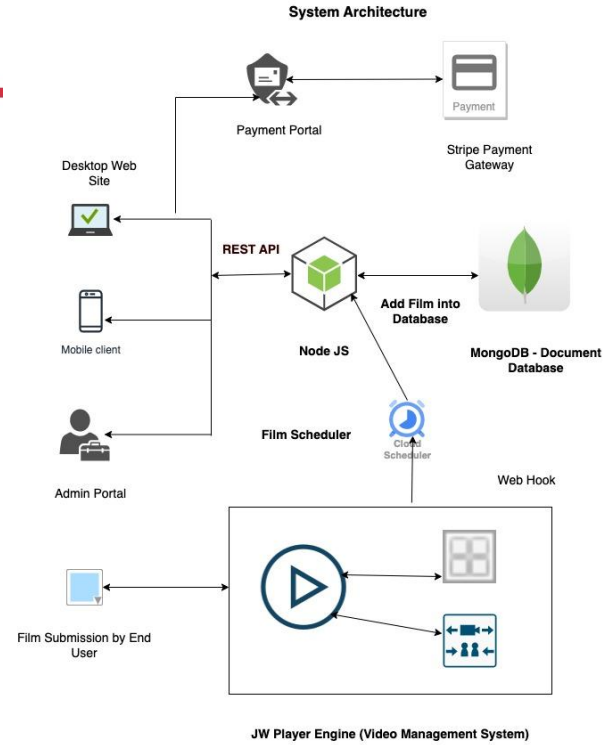 System Architecture
Payment
Payment Portal
Stripe Payment
Gateway
Desktop Web
Site
REST API
Add Film into
Database
Mobile client
Node JS
MongoDB - Document
Database
Film Scheduler
Cloud
Scheduler
Admin Portal
Web Hook
Film Submission by End
User
JW Player Engine (Video Management System)